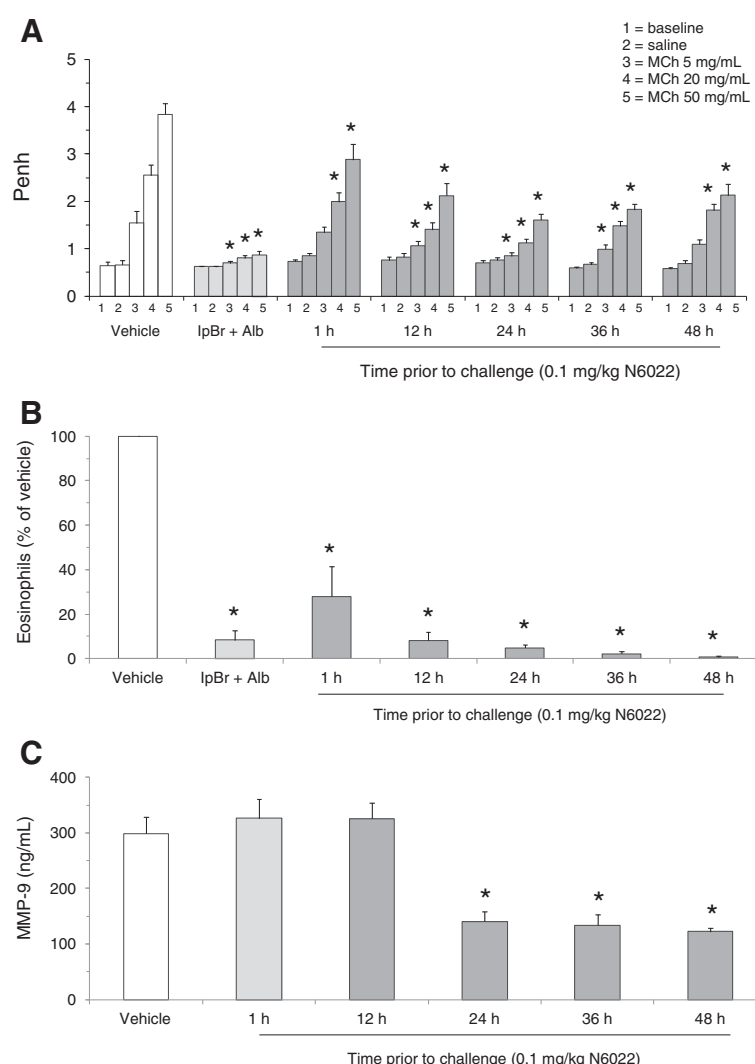 A
1 = baseline
2 = saline
3 = MCh 5 mg/mL
4 = MCh 20 mg/mL
5 = MCh 50 mg/mL
Penh
5
4
3
2
1
0
* * * * * * * * * * * * * * * *
1 2 3 4 5 1 2 3 4 5 1 2 3 4 5 1 2 3 4 5 1 2 3 4 5 1 2 3 4 5 1 2 3 4 5
Vehicle IpBr + Alb 1 h 12 h 24 h 36 h 48 h
Time prior to challenge (0.1 mg/kg N6022)
B
Eosinophils (% of vehicle)
100
80
60
40
20
0
* * * * * *
Vehicle IpBr + Alb 1 h 12 h 24 h 36 h 48 h
Time prior to challenge (0.1 mg/kg N6022)
C
MMP-9 (ng/mL)
400
300
200
100
0
* * *
Vehicle 1 h 12 h 24 h 36 h 48 h
Time prior to challenge (0.1 mg/kg N6022)